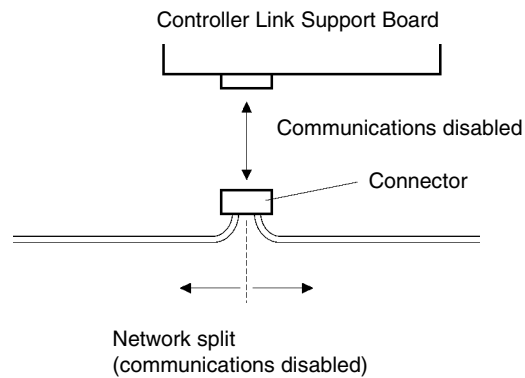 Controller Link Support Board
Communications disabled
Connector
Network split
(communications disabled)